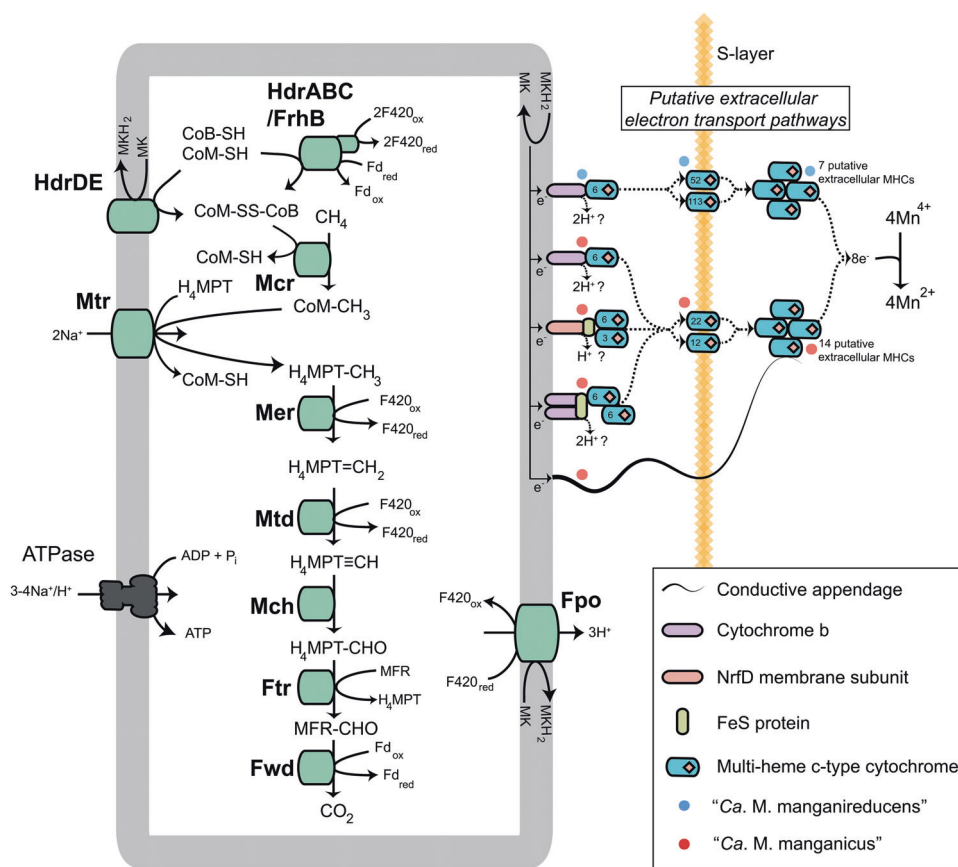 HdrABC
/FrhB
2F420ox
2F420red
Fdred
Fdox
CoB-SH
CoM-SH
MKH2
MK
HdrDE
CoM-SS-CoB
CH4
CoM-SH
Mcr
Mtr
H4MPT
CoM-CH3
2Na+
CoM-SH
H4MPT-CH3
Mer
F420ox
F420red
H4MPT=CH2
Mtd
F420ox
F420red
H4MPT≡CH
Mch
H4MPT-CHO
Ftr
MFR
H4MPT
MFR-CHO
Fwd
Fdox
Fdred
CO2
ATPase
3-4Na+/H+
ADP + Pi
ATP
MK
MKH2
F420ox
Fpo
3H+
F420red
MK
MKH2
S-layer
Putative extracellular
electron transport pathways
e-
6
2H+ ?
52
113
7 putative
extracellular MHCs
e-
6
2H+ ?
e-
6
3
H+ ?
22
12
14 putative
extracellular MHCs
e-
6
6
2H+ ?
e-
8e-
4Mn4+
4Mn2+
Conductive appendage
Cytochrome b
NrfD membrane subunit
FeS protein
Multi-heme c-type cytochrome
"Ca. M. manganireducens"
"Ca. M. manganicus"